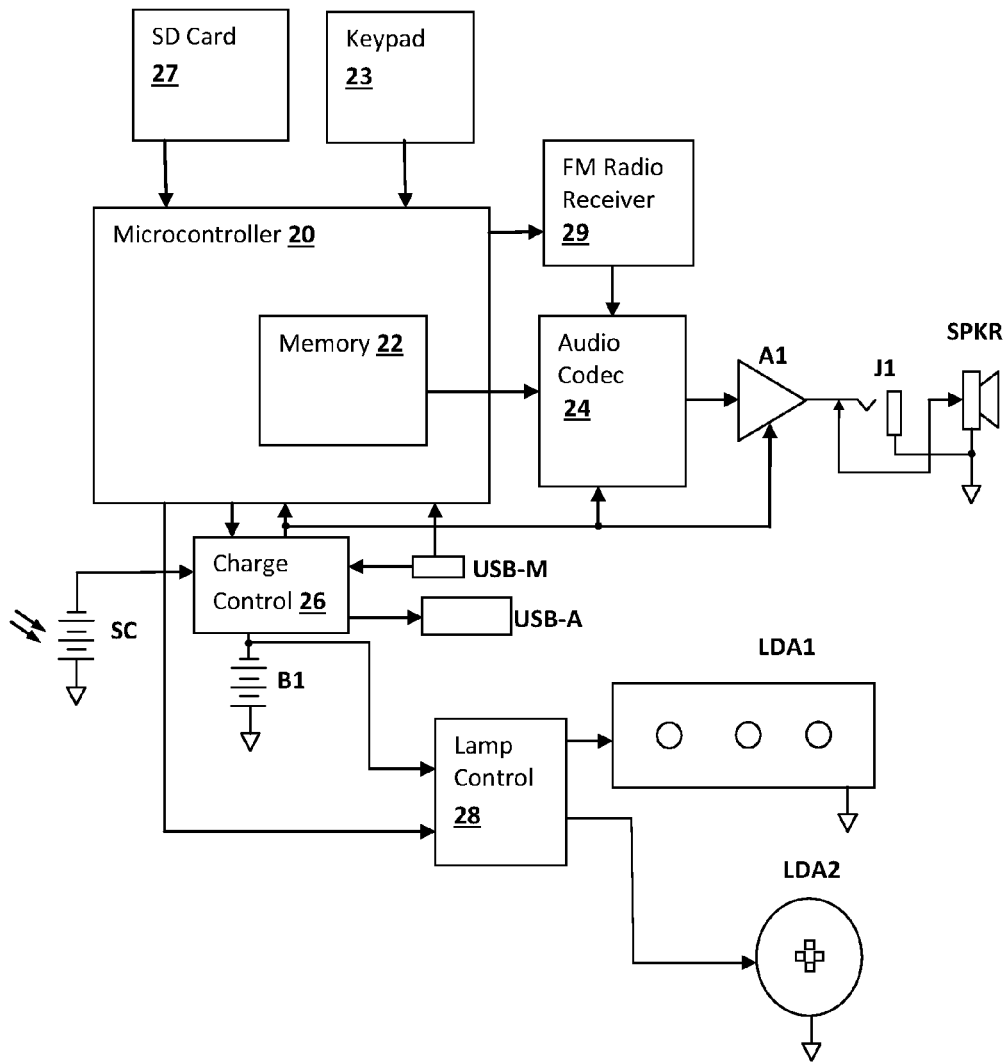 SD Card
27
Keypad
23
FM Radio
Receiver
29
Microcontroller 20
Memory 22
Audio
Codec
24
A1
J1
SPKR
Charge
Control 26
USB-M
USB-A
SC
B1
LDA1
Lamp
Control
28
LDA2